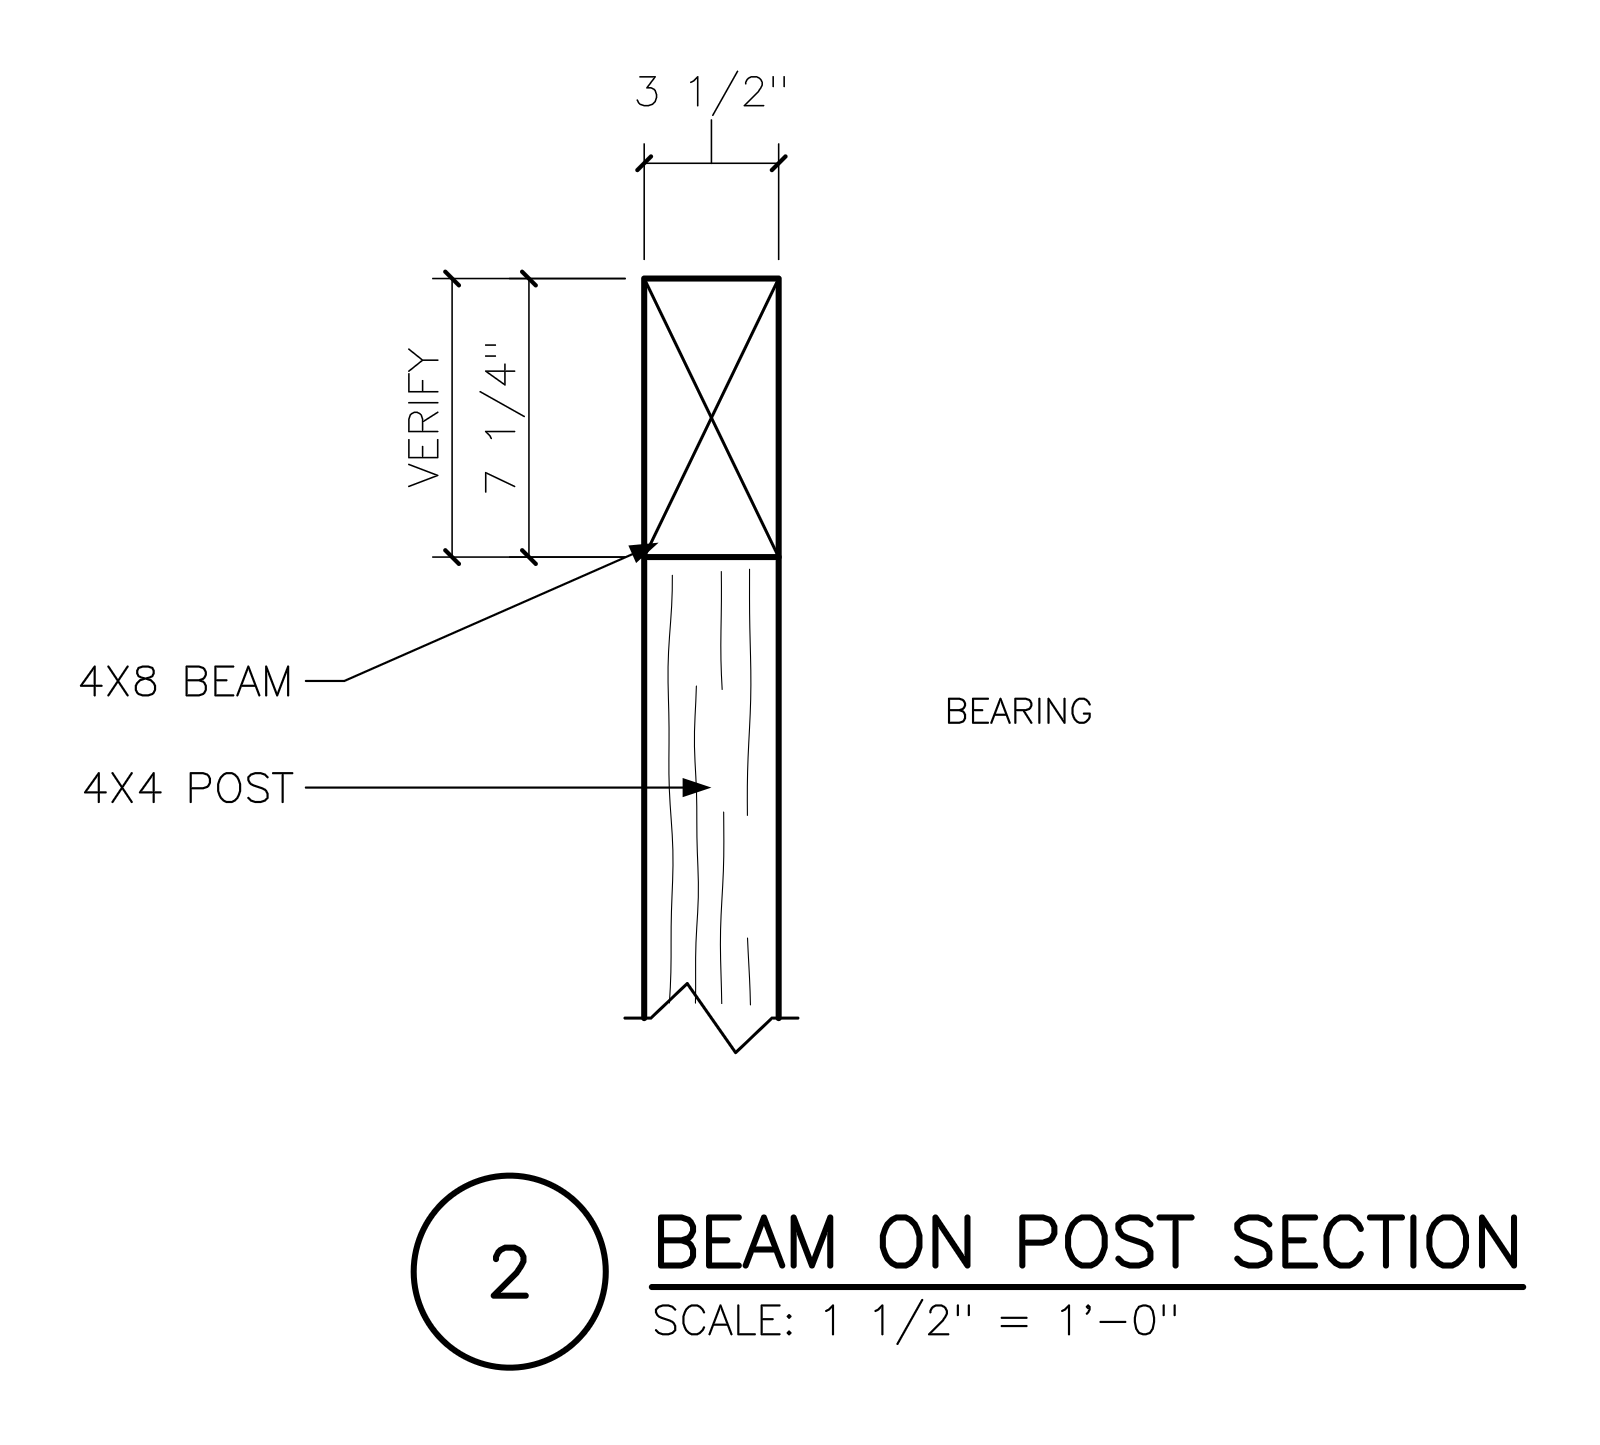 3 1/2"
VERIFY
7 1/4"
4X8 BEAM
BEARING
4X4 POST
2
BEAM ON POST SECTION
SCALE: 1 1/2" = 1'-0"